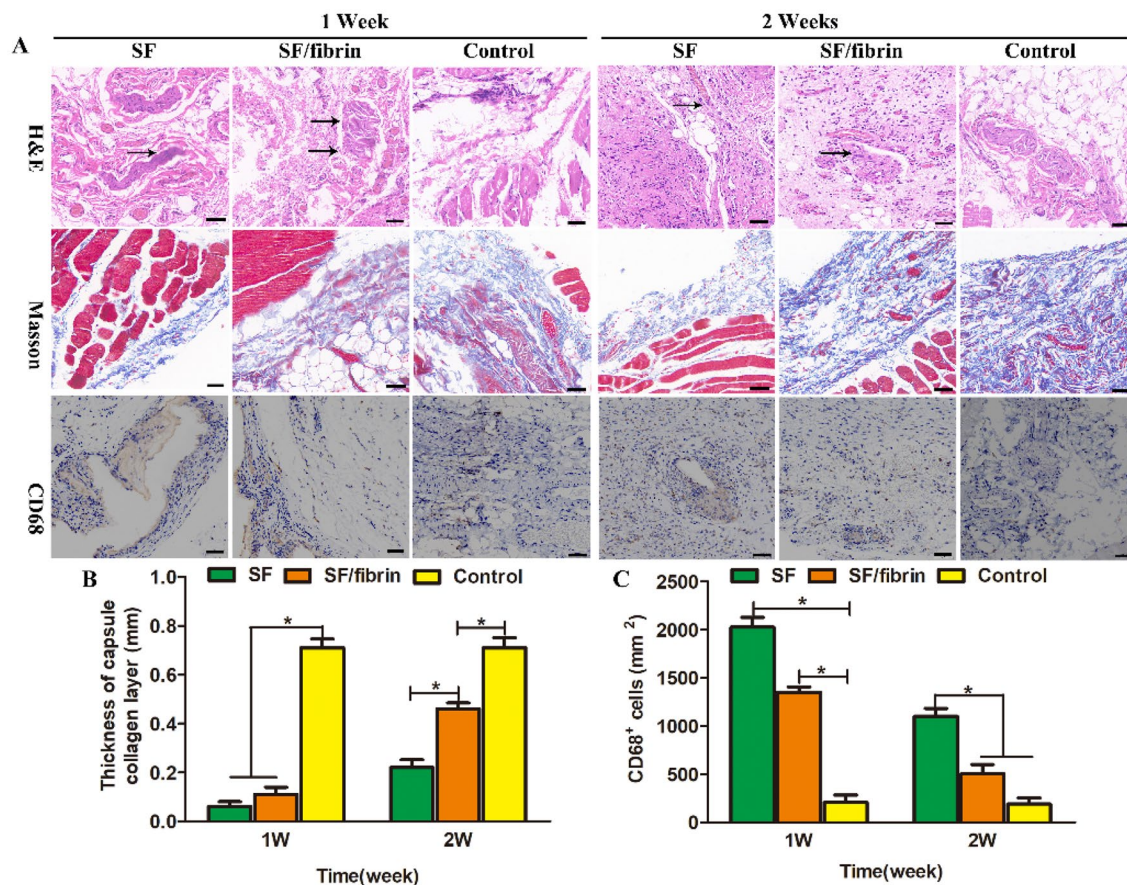 1 Week 2 Weeks
A SF SF/fibrin Control SF SF/fibrin Control
H&E
Masson
CD68
B SF SF/fibrin Control
Thickness of capsule
collagen layer (mm)
1.0
0.8
0.6
0.4
0.2
0.0
*
*
*
1W 2W
Time(week)
C SF SF/fibrin Control
CD68+ cells (mm 2)
2500
2000
1500
1000
500
0
*
*
*
1W 2W
Time(week)